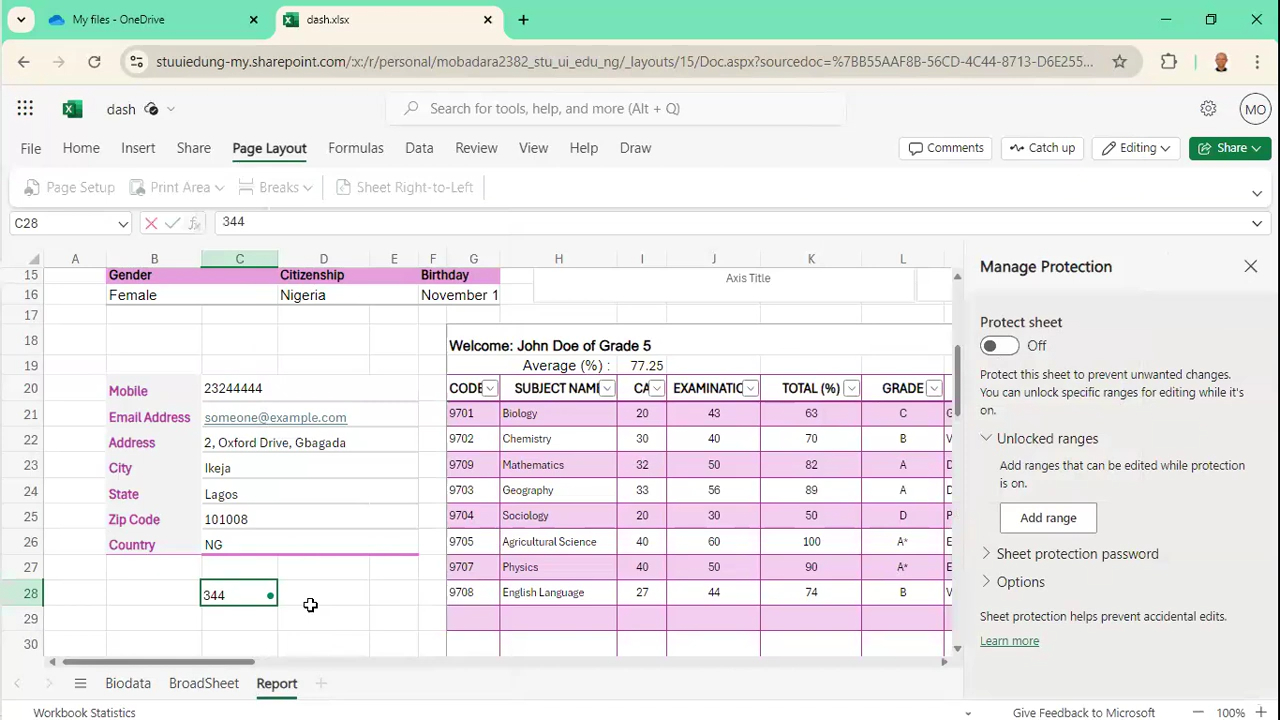 My files - OneDrive
dash.xlsx
stuuiedung-my.sharepoint.com/:x:/r/personal/mobidara2382_stu_ui_edu_ng/_layouts/15/Doc.aspx?sourcedoc=%7BB55AAF8B-56CD-4C44-8713-D6E255...
dash
Search for tools, help, and more (Alt + Q)
MO
File Home Insert Share Page Layout Formulas Data Review View Help Draw
Comments Catch up Editing Share
Page Setup Print Area Breaks Sheet Right-to-Left
C28 fx 344
A B C D E F G H I J K L
15 Gender Citizenship Birthday Axis Title
16 Female Nigeria November 1
17
18 Welcome: John Doe of Grade 5
19 Average (%) : 77.25
20 Mobile 23244444 CODE SUBJECT NAM CA EXAMINATIO TOTAL (%) GRADE
21 Email Address someone@example.com 9701 Biology 20 43 63 C
22 Address 2, Oxford Drive, Gbagada 9702 Chemistry 30 40 70 B V
23 City Ikeja 9709 Mathematics 32 50 82 A D
24 State Lagos 9703 Geography 33 56 89 A D
25 Zip Code 101008 9704 Sociology 20 30 50 D P
26 Country NG 9705 Agricultural Science 40 60 100 A* E
27 9707 Physics 40 50 90 A* E
28 344 9708 English Language 27 44 74 B V
29
30
Manage Protection
Protect sheet
Off
Protect this sheet to prevent unwanted changes.
You can unlock specific ranges for editing while it's
on.
Unlocked ranges
Add ranges that can be edited while protection
is on.
Add range
Sheet protection password
Options
Sheet protection helps prevent accidental edits.
Learn more
Biodata BroadSheet Report
Workbook Statistics Give Feedback to Microsoft 100%